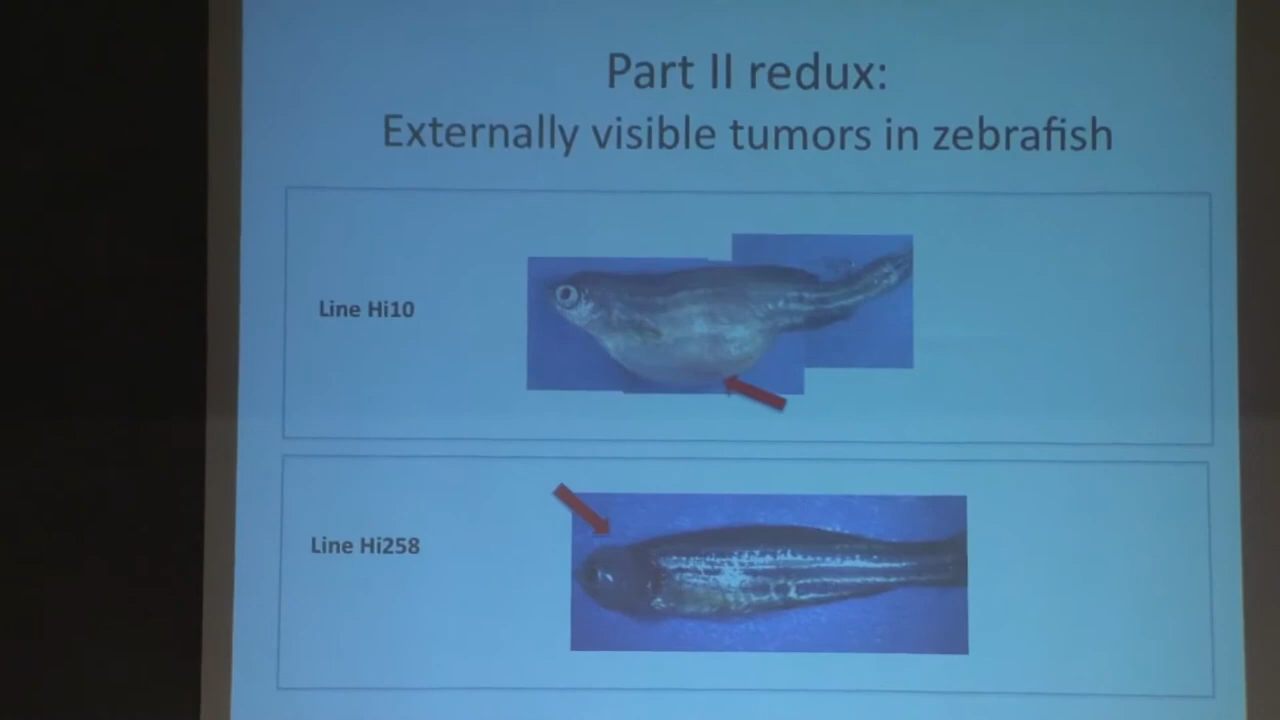 Part II redux:
Externally visible tumors in zebrafish
Line Hi10
Line Hi258